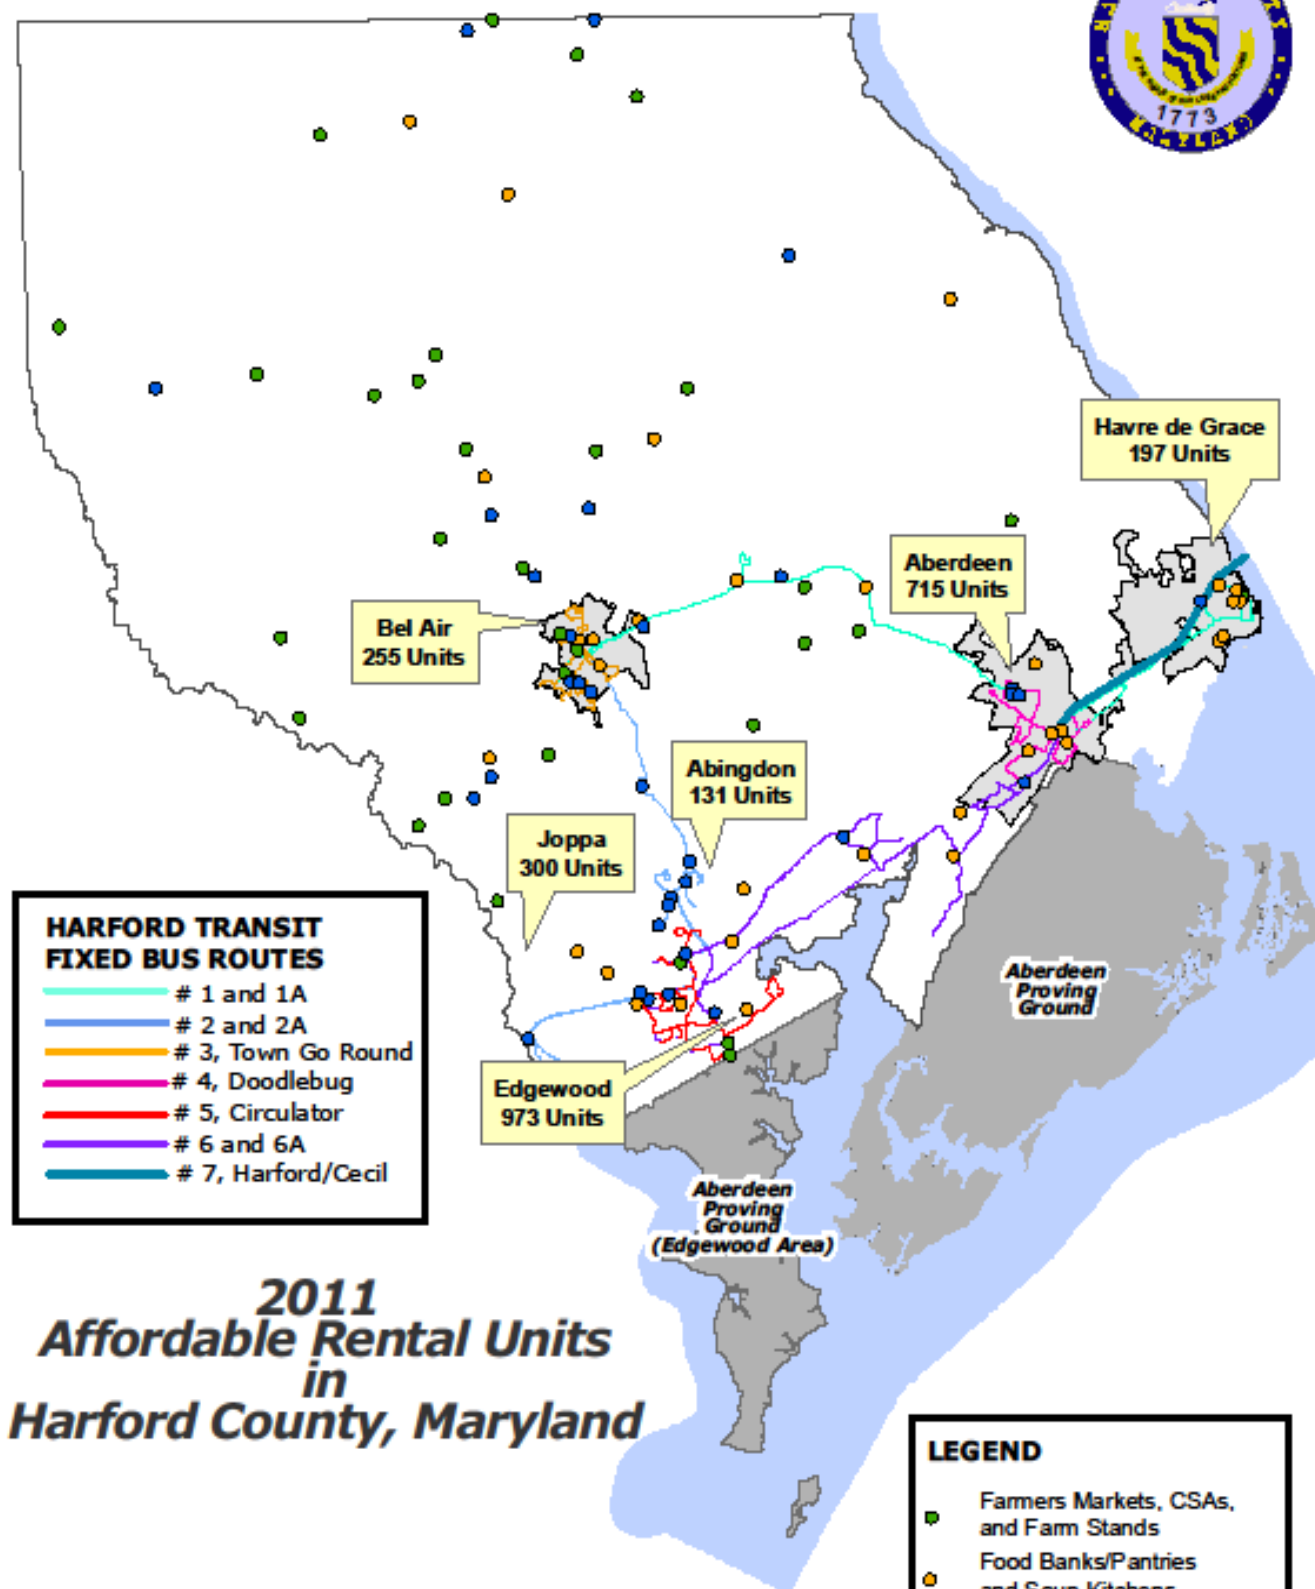 1773
Havre de Grace
197 Units
Aberdeen
715 Units
Bel Air
255 Units
Abingdon
131 Units
Joppa
300 Units
HARFORD TRANSIT
FIXED BUS ROUTES
# 1 and 1A
# 2 and 2A
# 3, Town Go Round
# 4, Doodlebug
# 5, Circulator
# 6 and 6A
# 7, Harford/Cecil
Aberdeen
Proving
Ground
Edgewood
973 Units
Aberdeen
Proving
Ground
(Edgewood Area)
2011
Affordable Rental Units
in
Harford County, Maryland
LEGEND
Farmers Markets, CSAs,
and Farm Stands
Food Banks/Pantries
and Soup Kitchens